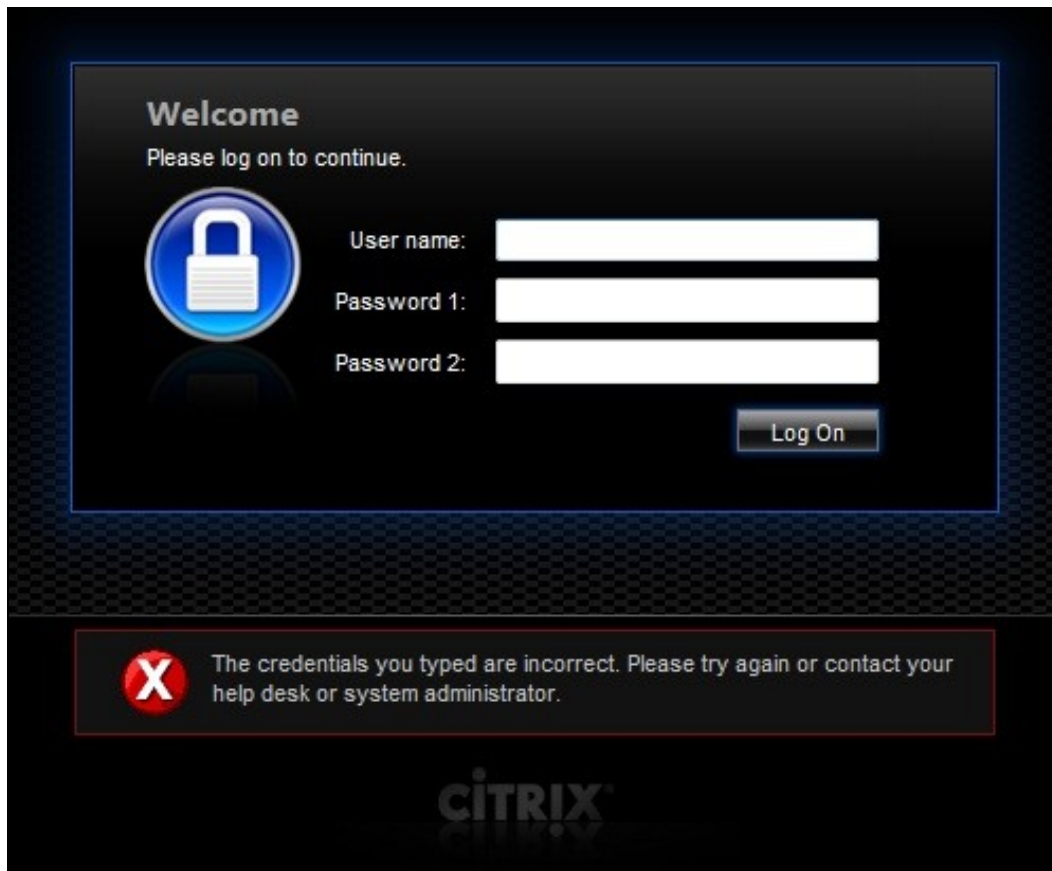 Welcome
Please log on to continue.
User name:
Password 1:
Password 2:
Log On
X
The credentials you typed are incorrect. Please try again or contact your
help desk or system administrator.
CITRIX